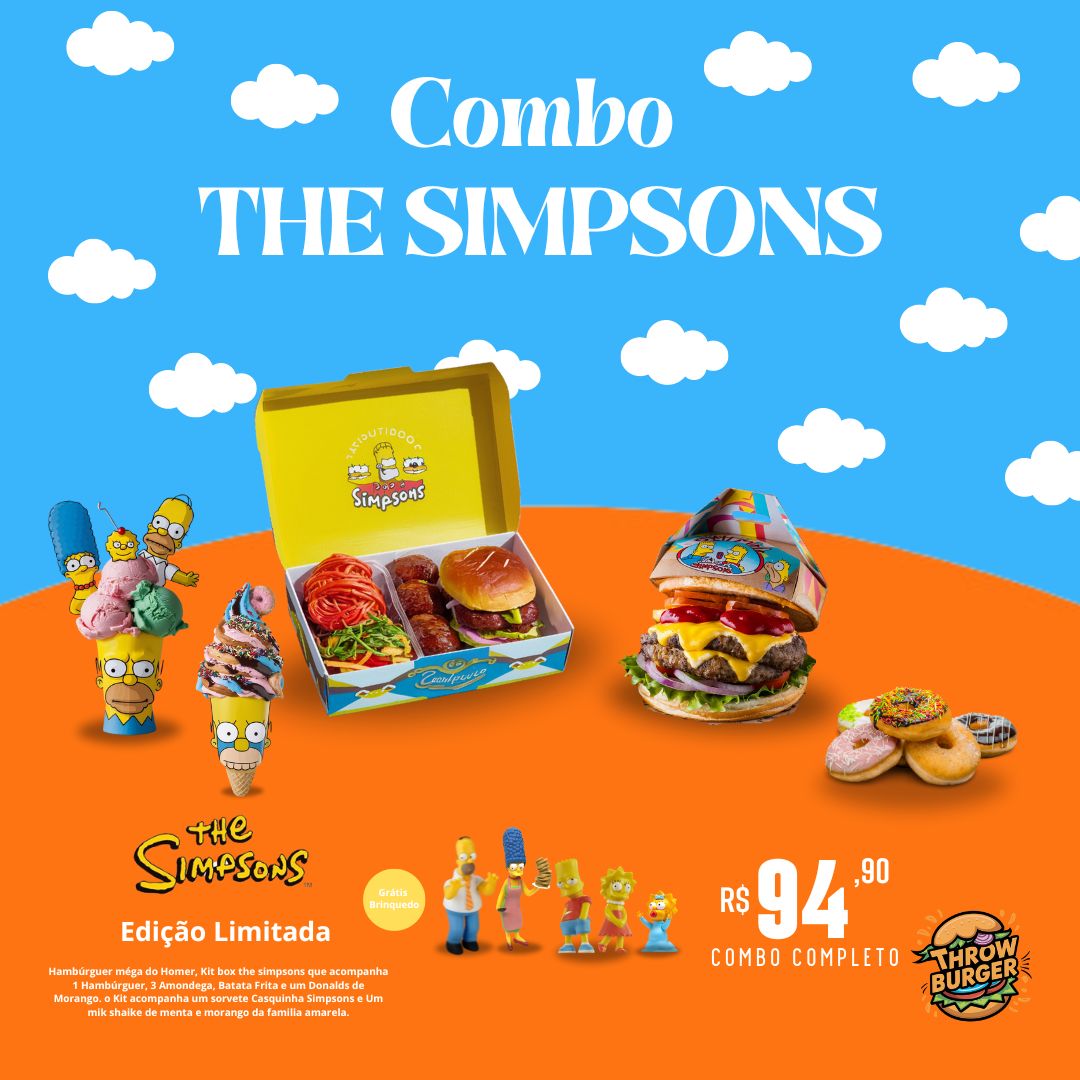 Combo
THE SIMPSONS
Simpsons
THE
SIMPSONS
TM
Edição Limitada
Hambúrguer méga do Homer, Kit box the simpsons que acompanha
1 Hambúrguer, 3 Amondega, Batata Frita e um Donalds de
Morango. o Kit acompanha um sorvete Casquinha Simpsons e Um
mik shaike de menta e morango da familia amarela.
Grátis
Brinquedo
R$ 94,90
COMBO COMPLETO
THROW
BURGER